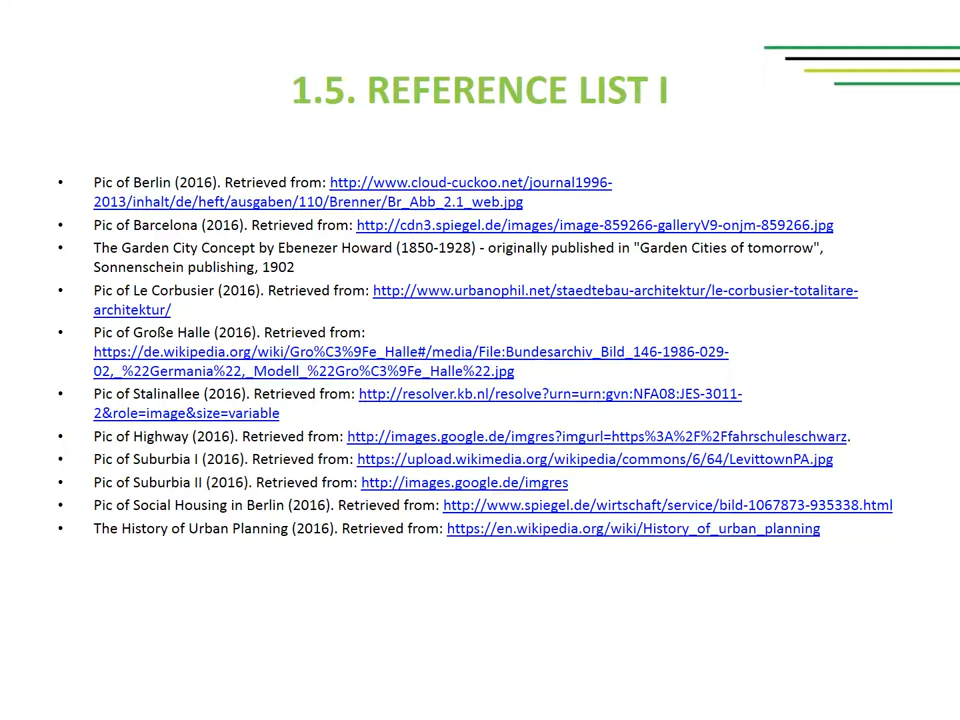 1.5. REFERENCE LIST I
• Pic of Berlin (2016). Retrieved from: http://www.cloud-cuckoo.net/journal1996-
2013/inhalt/de/heft/ausgaben/110/Brenner/Br_Abb_2.1_web.jpg
• Pic of Barcelona (2016). Retrieved from: http://cdn3.spiegel.de/images/image-859266-galleryV9-onjm-859266.jpg
• The Garden City Concept by Ebenezer Howard (1850-1928) - originally published in "Garden Cities of tomorrow",
Sonnenschein publishing, 1902
• Pic of Le Corbusier (2016). Retrieved from: http://www.urbanophil.net/staedtebau-architektur/le-corbusier-totalitare-
architektur/
• Pic of Große Halle (2016). Retrieved from:
https://de.wikipedia.org/wiki/Gro%C3%9Fe_Halle#/media/File:Bundesarchiv_Bild_146-1986-029-
02,_%22Germania%22,_Modell_%22Gro%C3%9Fe_Halle%22.jpg
• Pic of Stalinallee (2016). Retrieved from: http://resolver.kb.nl/resolve?urn=urn:gvn:NFA08:JES-3011-
2&role=image&size=variable
• Pic of Highway (2016). Retrieved from: http://images.google.de/imgres?imgurl=https%3A%2F%2Ffahrschuleschwarz.
• Pic of Suburbia I (2016). Retrieved from: https://upload.wikimedia.org/wikipedia/commons/6/64/LevittownPA.jpg
• Pic of Suburbia II (2016). Retrieved from: http://images.google.de/imgres
• Pic of Social Housing in Berlin (2016). Retrieved from: http://www.spiegel.de/wirtschaft/service/bild-1067873-935338.html
• The History of Urban Planning (2016). Retrieved from: https://en.wikipedia.org/wiki/History_of_urban_planning